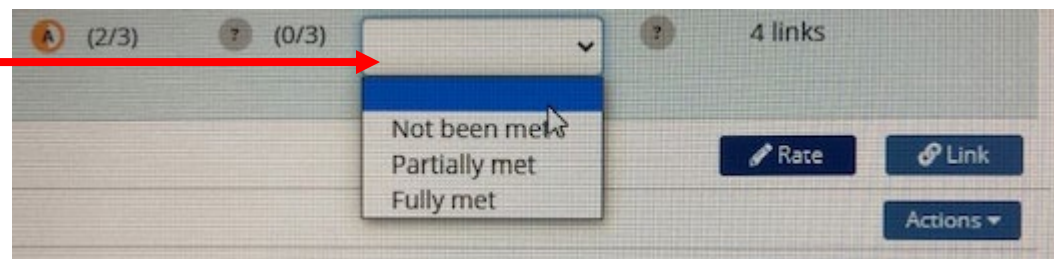 A (2/3) ? (0/3) ? 4 links
Not been met
Partially met
Fully met
Rate Link
Actions